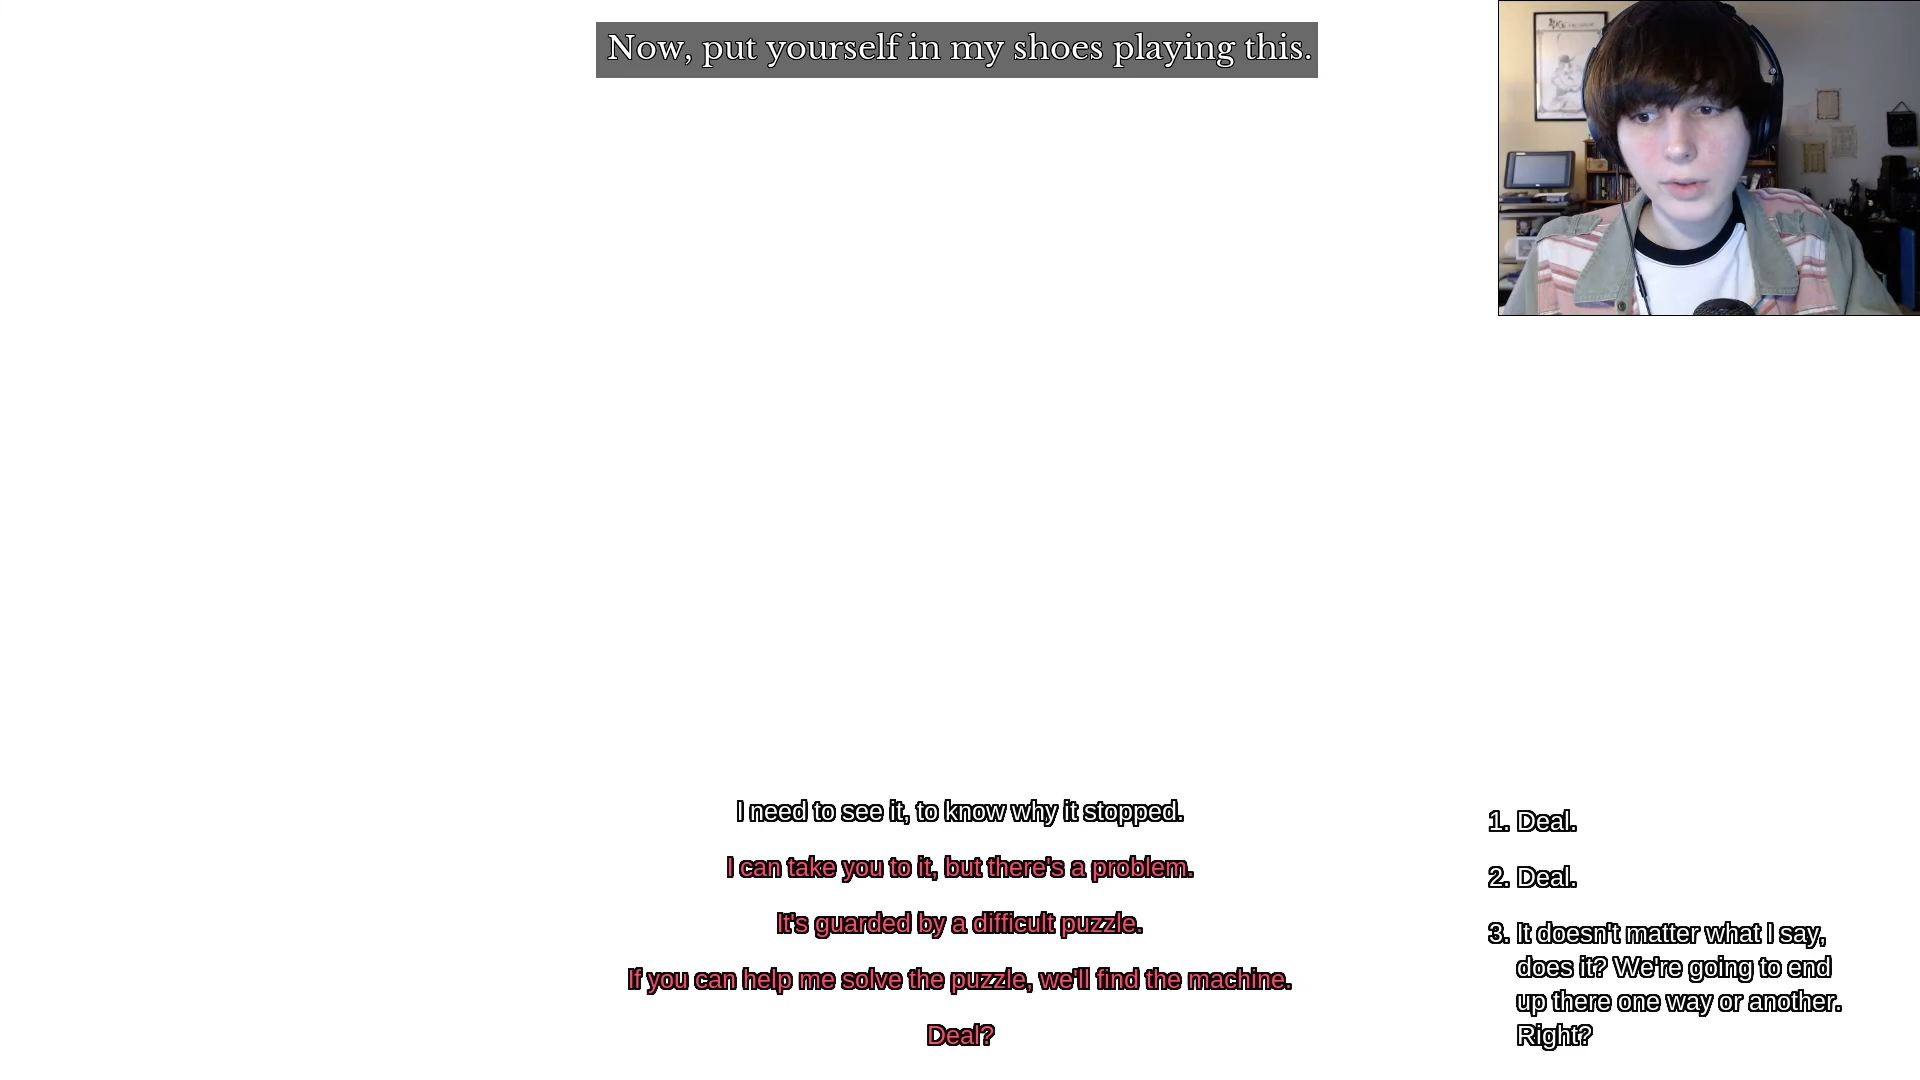 Now, put yourself in my shoes playing this.
I need to see it, to know why it stopped.
I can take you to it, but there's a problem.
It's guarded by a difficult puzzle.
If you can help me solve the puzzle, we'll find the machine.
Deal?
1. Deal.
2. Deal.
3. It doesn't matter what I say,
does it? We're going to end
up there one way or another.
Right?